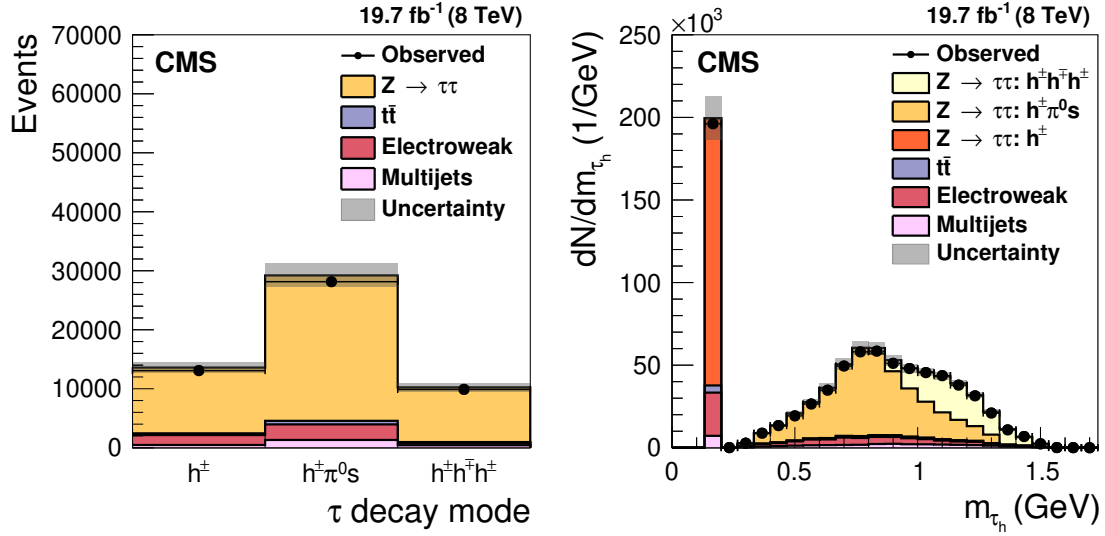 19.7 fb⁻¹ (8 TeV)
CMS
Events
70000
60000
50000
40000
30000
20000
10000
0
Observed
Z → ττ
tt̄
Electroweak
Multijets
Uncertainty
h± h±π⁰s h±h∓h±
τ decay mode
×10³
19.7 fb⁻¹ (8 TeV)
CMS
dN/dm_τh (1/GeV)
250
200
150
100
50
0
Observed
Z → ττ: h±h∓h±
Z → ττ: h±π⁰s
Z → ττ: h±
tt̄
Electroweak
Multijets
Uncertainty
0 0.5 1 1.5
m_τh (GeV)